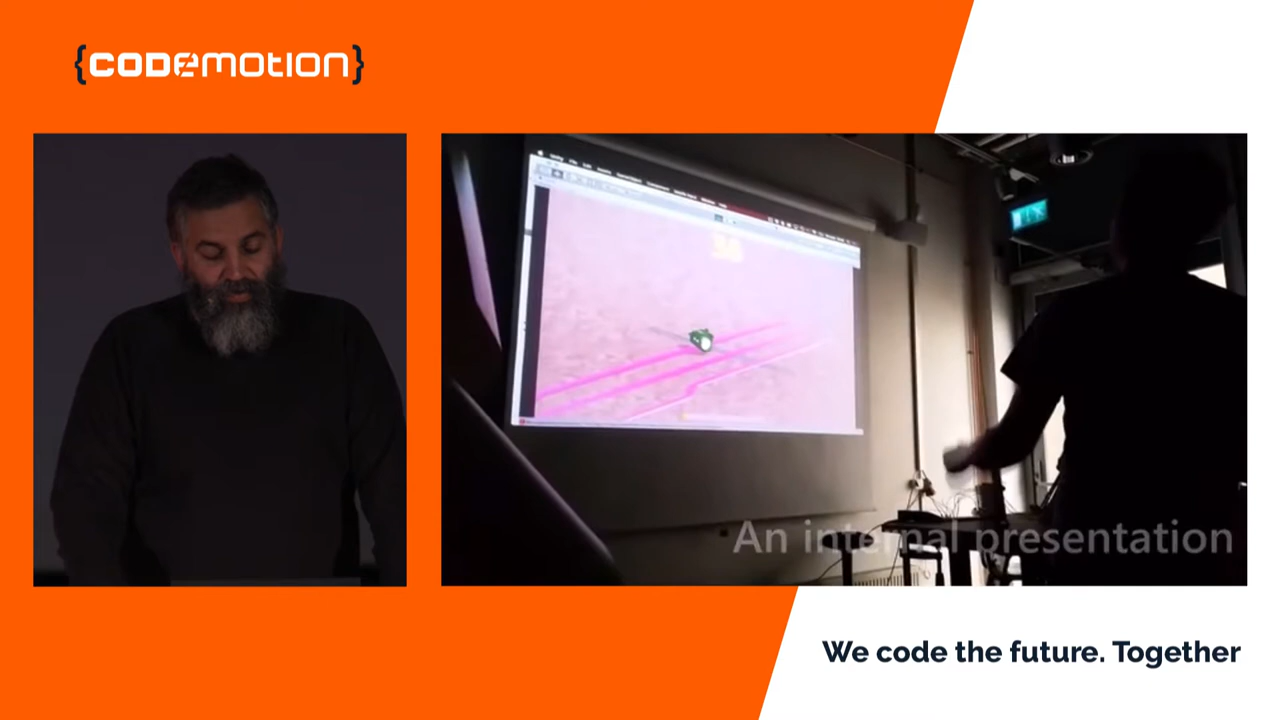 {CODEMOTION}
An internal presentation
We code the future. Together